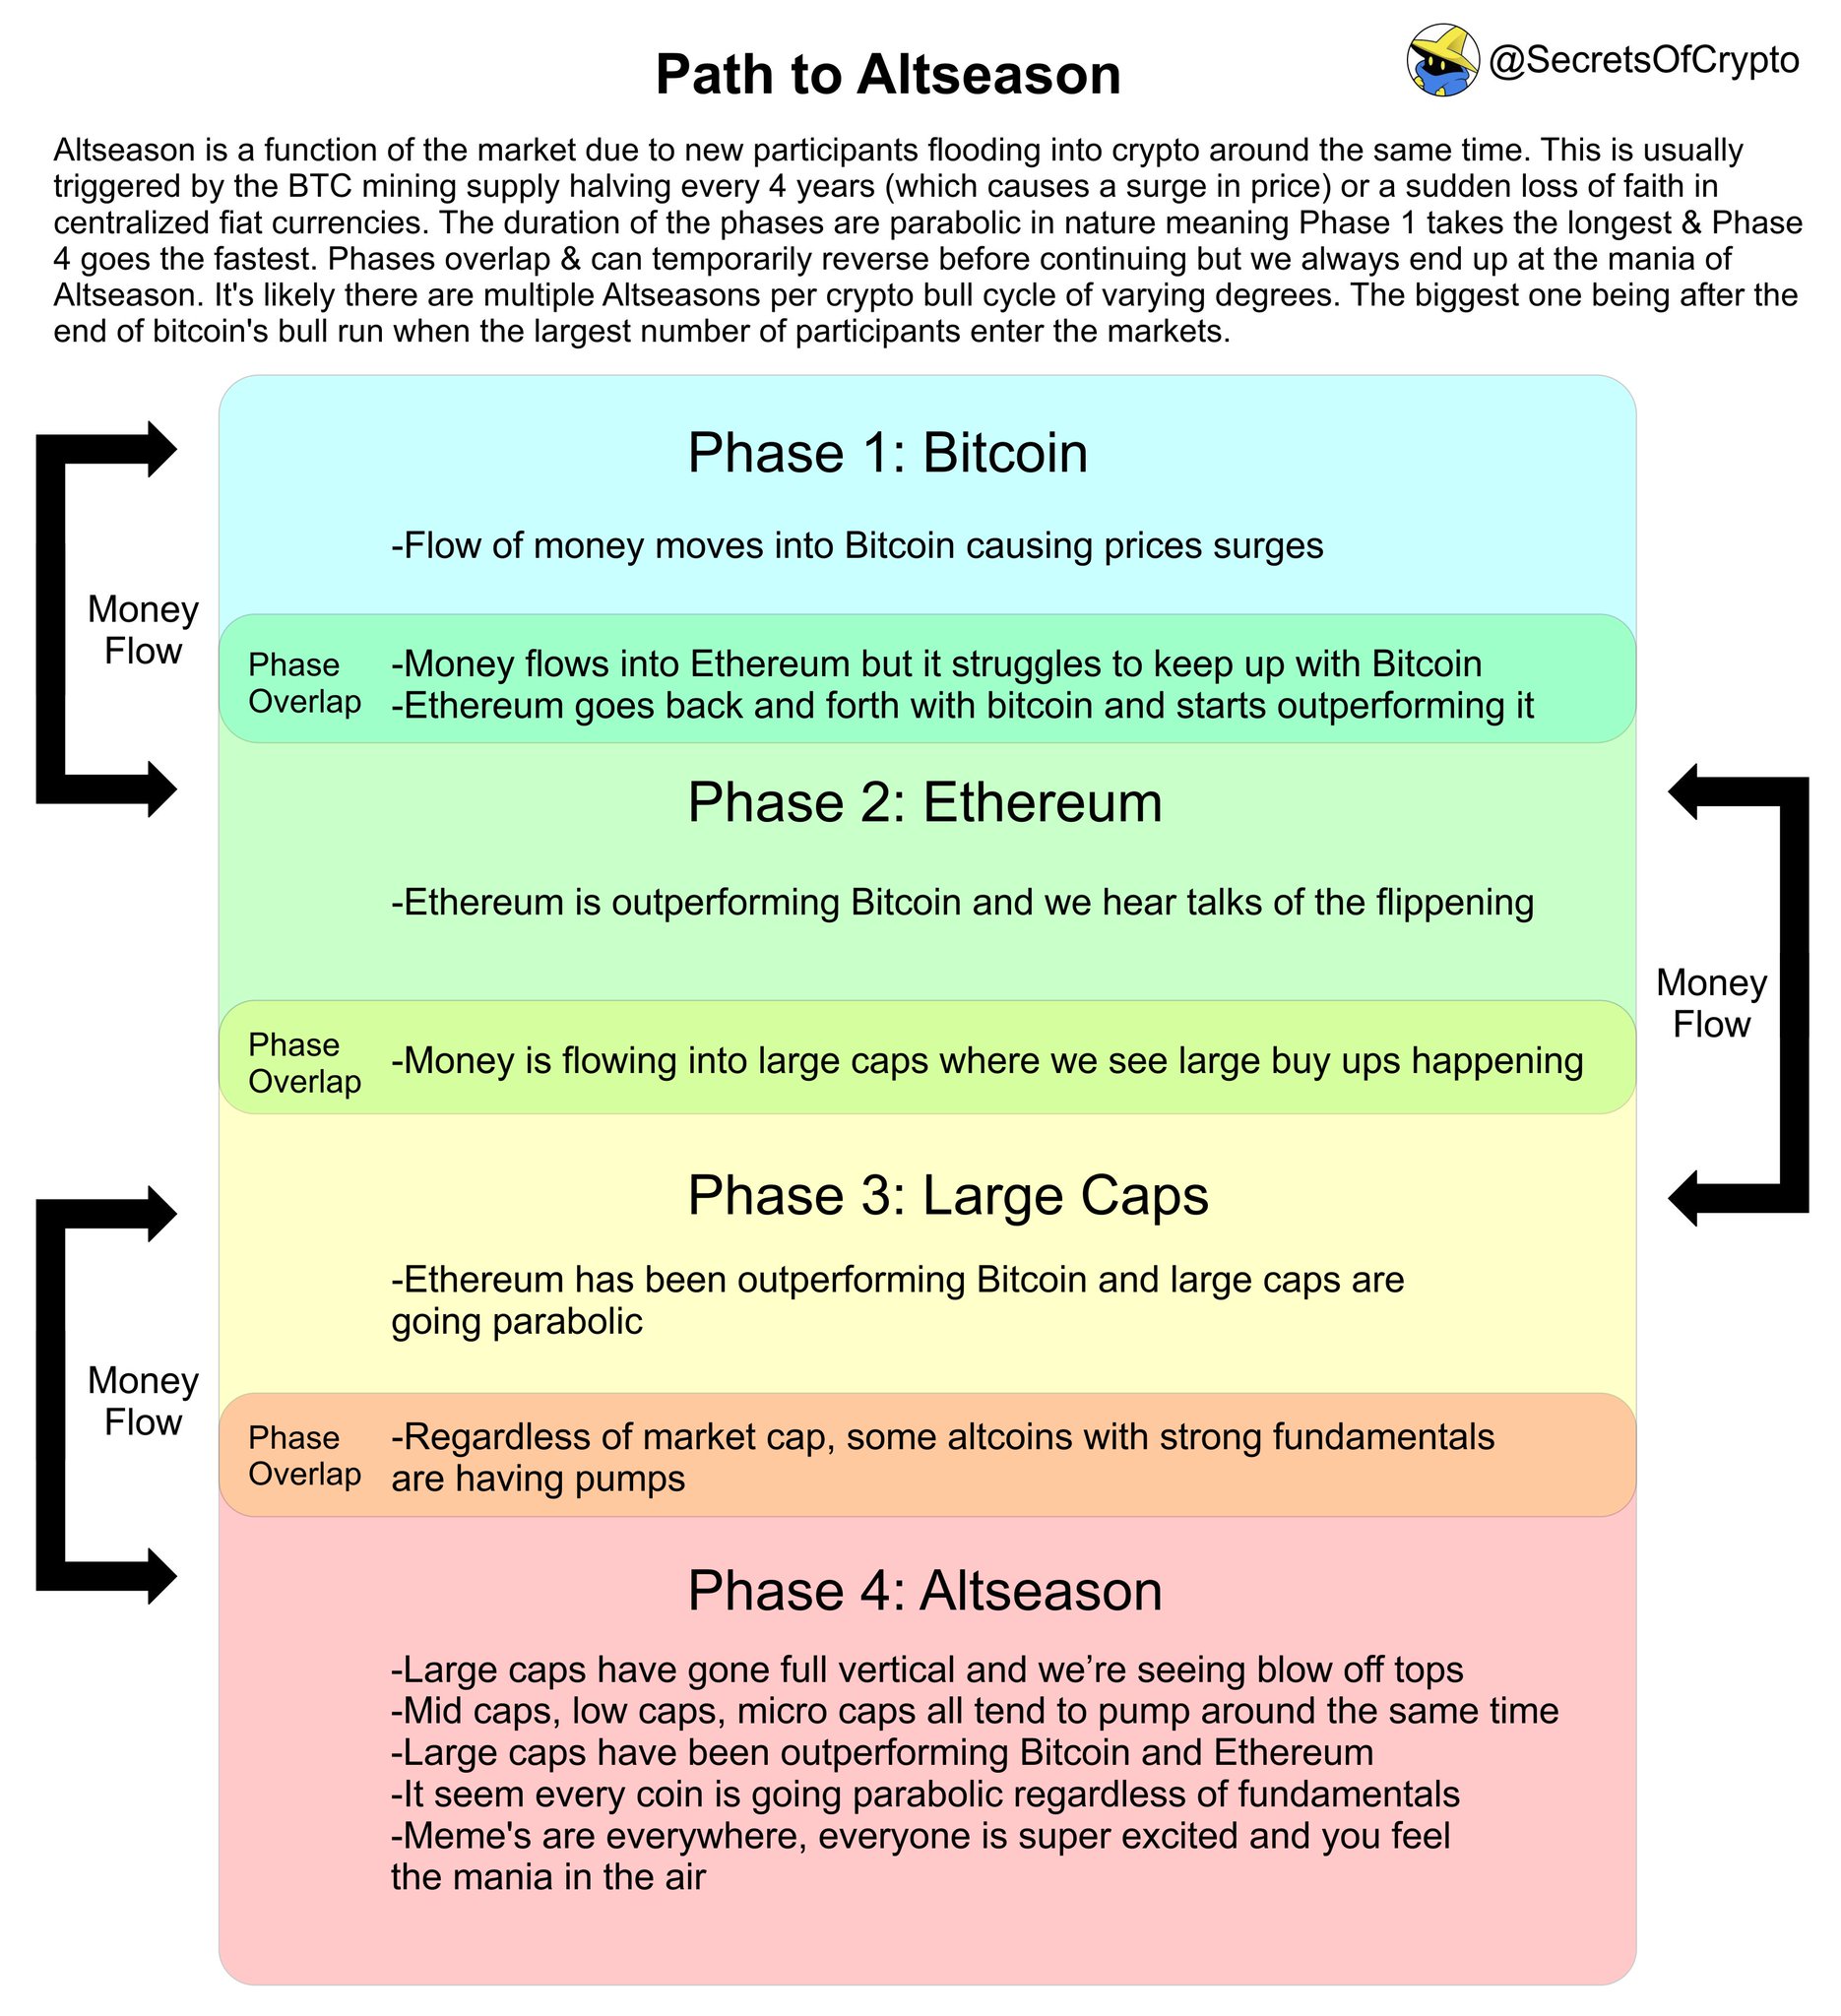 Path to Altseason
@SecretsOfCrypto
Altseason is a function of the market due to new participants flooding into crypto around the same time. This is usually
triggered by the BTC mining supply halving every 4 years (which causes a surge in price) or a sudden loss of faith in
centralized fiat currencies. The duration of the phases are parabolic in nature meaning Phase 1 takes the longest & Phase
4 goes the fastest. Phases overlap & can temporarily reverse before continuing but we always end up at the mania of
Altseason. It's likely there are multiple Altseasons per crypto bull cycle of varying degrees. The biggest one being after the
end of bitcoin's bull run when the largest number of participants enter the markets.
Phase 1: Bitcoin
-Flow of money moves into Bitcoin causing prices surges
Money
Flow
Phase
Overlap
-Money flows into Ethereum but it struggles to keep up with Bitcoin
-Ethereum goes back and forth with bitcoin and starts outperforming it
Phase 2: Ethereum
-Ethereum is outperforming Bitcoin and we hear talks of the flippening
Money
Flow
Phase
Overlap
-Money is flowing into large caps where we see large buy ups happening
Phase 3: Large Caps
-Ethereum has been outperforming Bitcoin and large caps are
going parabolic
Money
Flow
Phase
Overlap
-Regardless of market cap, some altcoins with strong fundamentals
are having pumps
Phase 4: Altseason
-Large caps have gone full vertical and we’re seeing blow off tops
-Mid caps, low caps, micro caps all tend to pump around the same time
-Large caps have been outperforming Bitcoin and Ethereum
-It seem every coin is going parabolic regardless of fundamentals
-Meme's are everywhere, everyone is super excited and you feel
the mania in the air